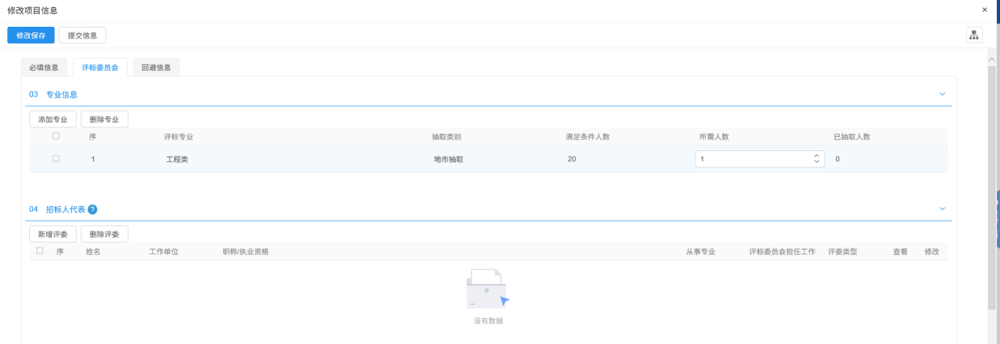 修改项目信息 ×
修改保存 提交信息
必填信息 评标委员会 回避信息
03 专业信息
添加专业 删除专业
序 评标专业 抽取类别 满足条件人数 所需人数 已抽取人数
1 工程类 地市抽取 20 1 0
04 招标人代表 ?
新增评委 删除评委
序 姓名 工作单位 职称/执业资格 从事专业 评标委员会担任工作 评委类型 查看 修改
没有数据